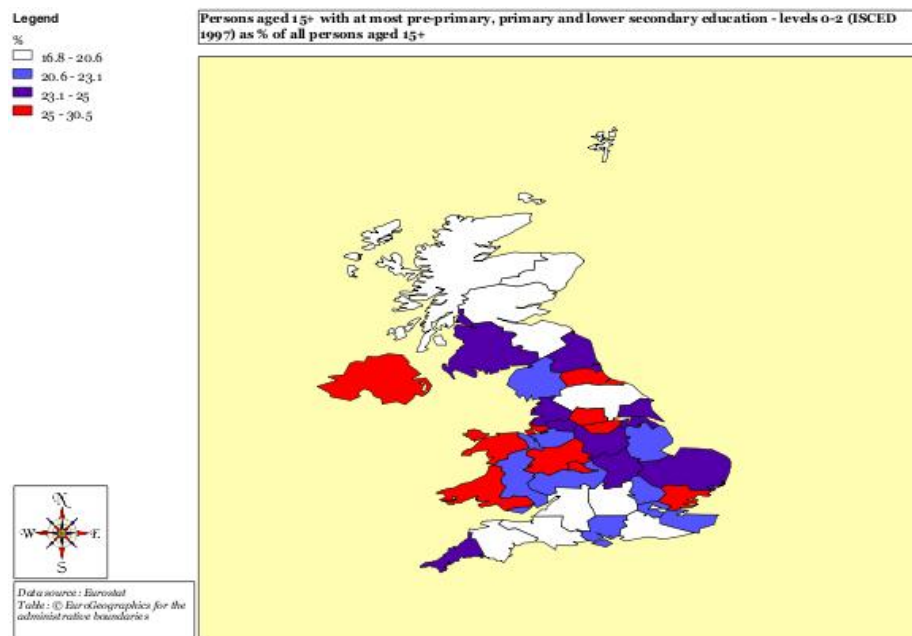 Legend
%
16.8 - 20.6
20.6 - 23.1
23.1 - 25
25 - 30.5
Persons aged 15+ with at most pre-primary, primary and lower secondary education - levels 0-2 (ISCED
1997) as % of all persons aged 15+
N
W E
S
Data source : Eurostat
Table : © EuroGeographics for the
administrative boundaries